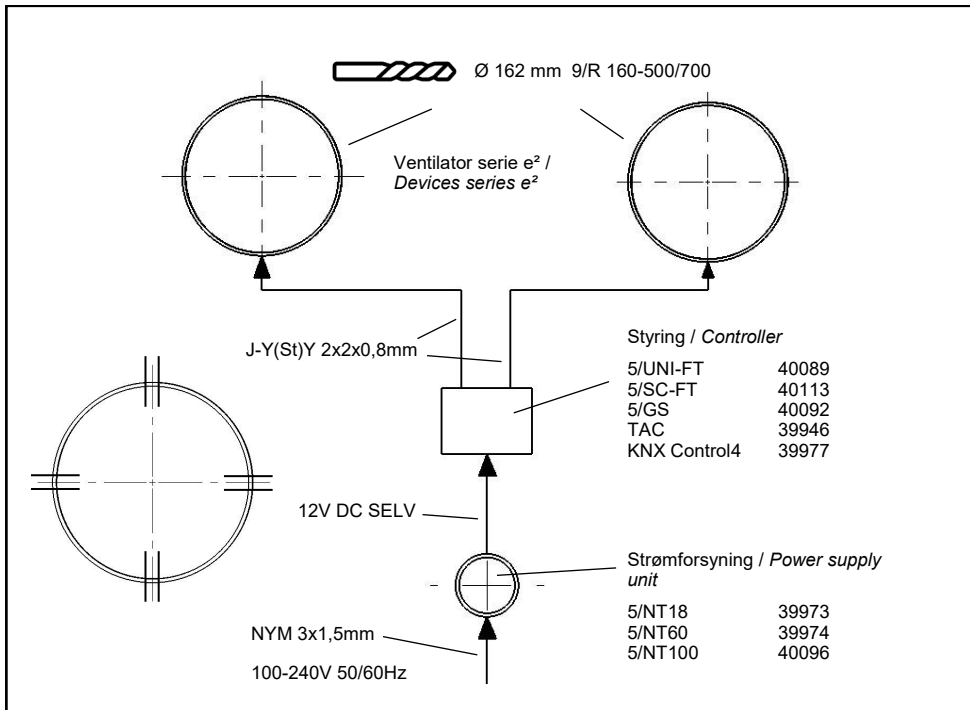 Ø 162 mm 9/R 160-500/700
Ventilator serie e² /
Devices series e²
J-Y(St)Y 2x2x0,8mm
Styring / Controller
5/UNI-FT 40089
5/SC-FT 40113
5/GS 40092
TAC 39946
KNX Control4 39977
12V DC SELV
Strømforsyning / Power supply
unit
5/NT18 39973
5/NT60 39974
5/NT100 40096
NYM 3x1,5mm
100-240V 50/60Hz